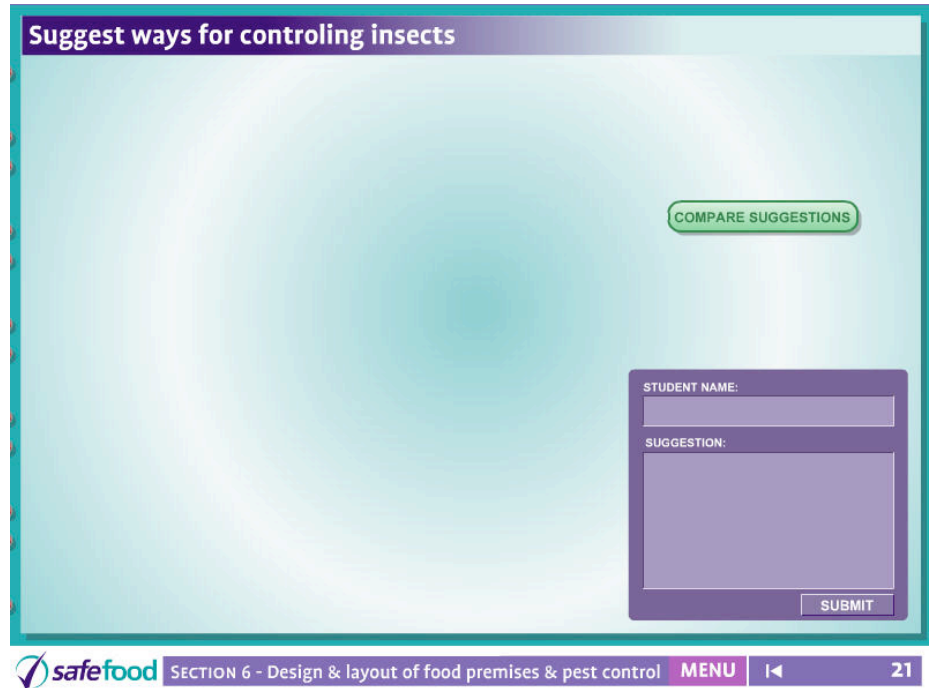 Suggest ways for controling insects
COMPARE SUGGESTIONS
STUDENT NAME:
SUGGESTION:
SUBMIT
safefood SECTION 6 - Design & layout of food premises & pest control MENU 21